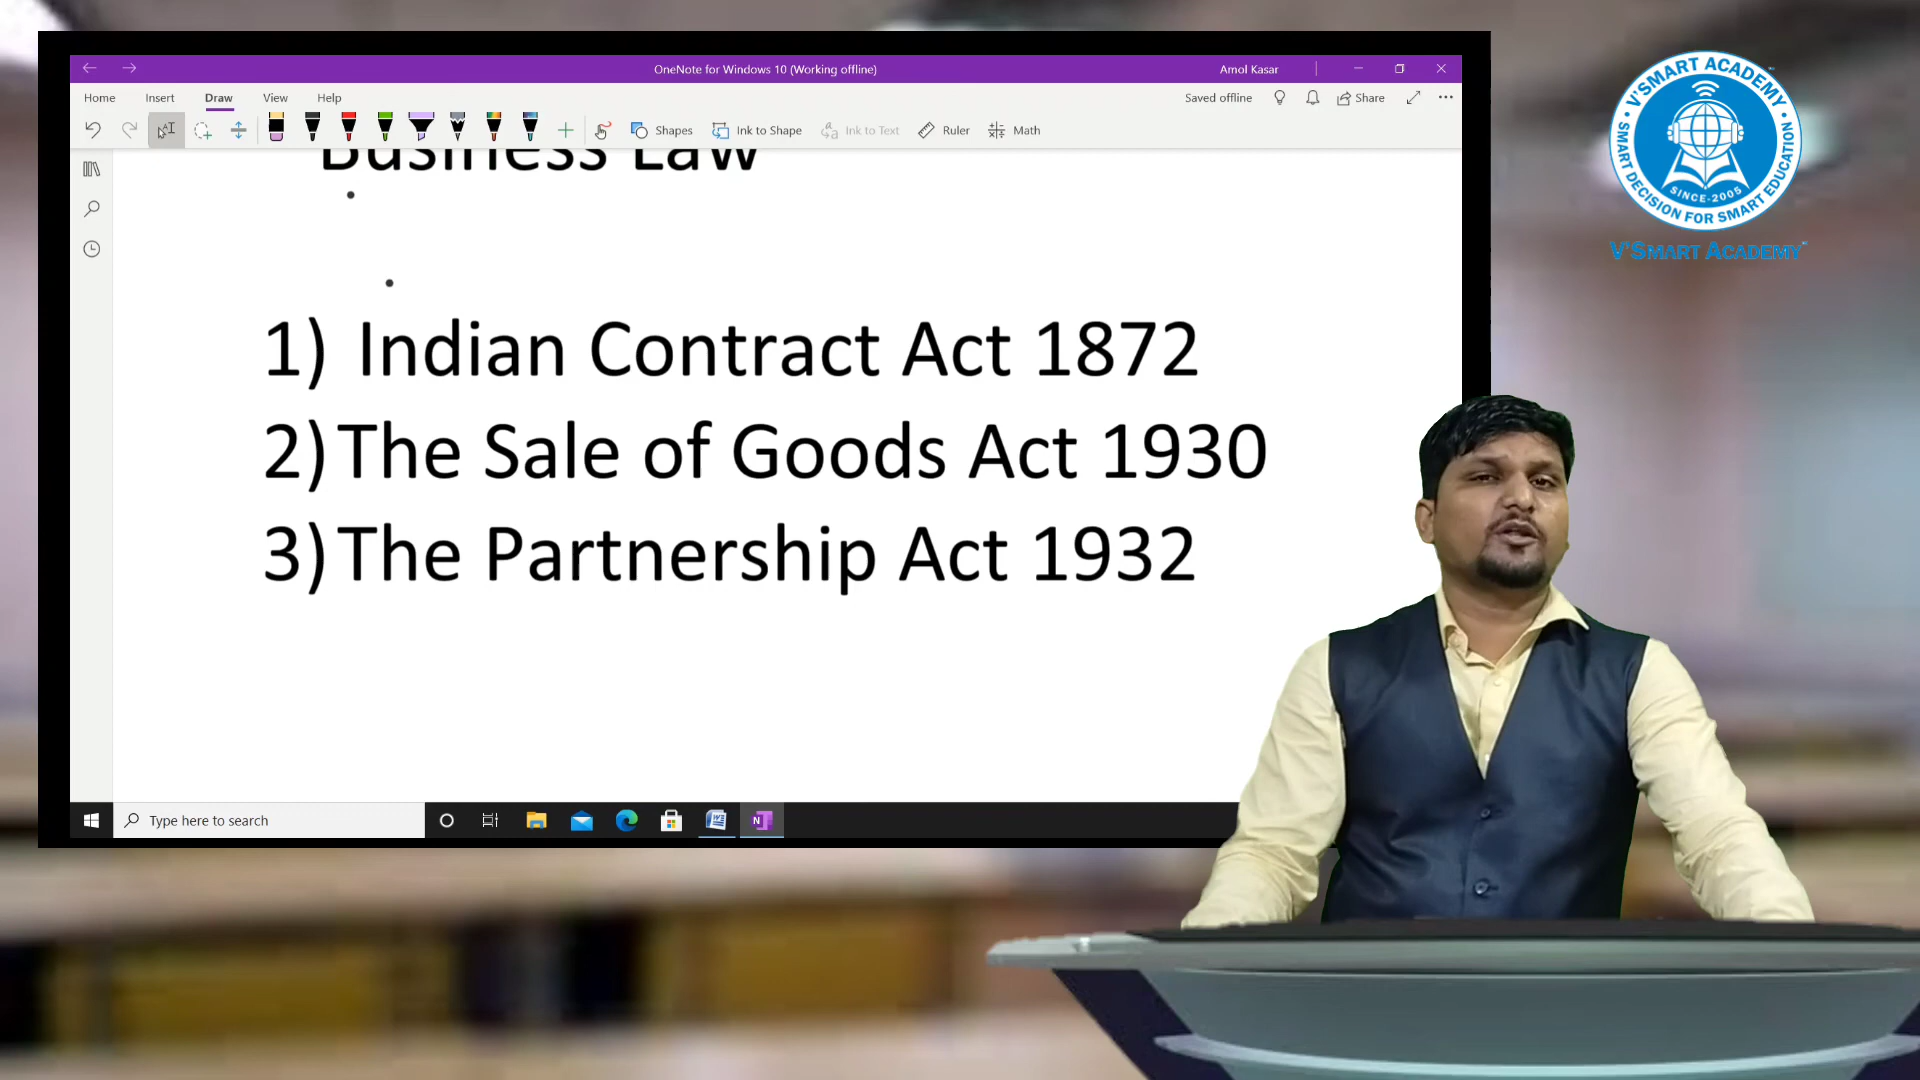 OneNote for Windows 10 (Working offline)
Amol Kasar
Home Insert Draw View Help
Saved offline
Share
Shapes
Ink to Shape
Ink to Text
Ruler
Math
Business Law
1) Indian Contract Act 1872
2) The Sale of Goods Act 1930
3) The Partnership Act 1932
Type here to search
V'SMART ACADEMY
SMART DECISION FOR SMART EDUCATION
SINCE-2005
V'SMART ACADEMY